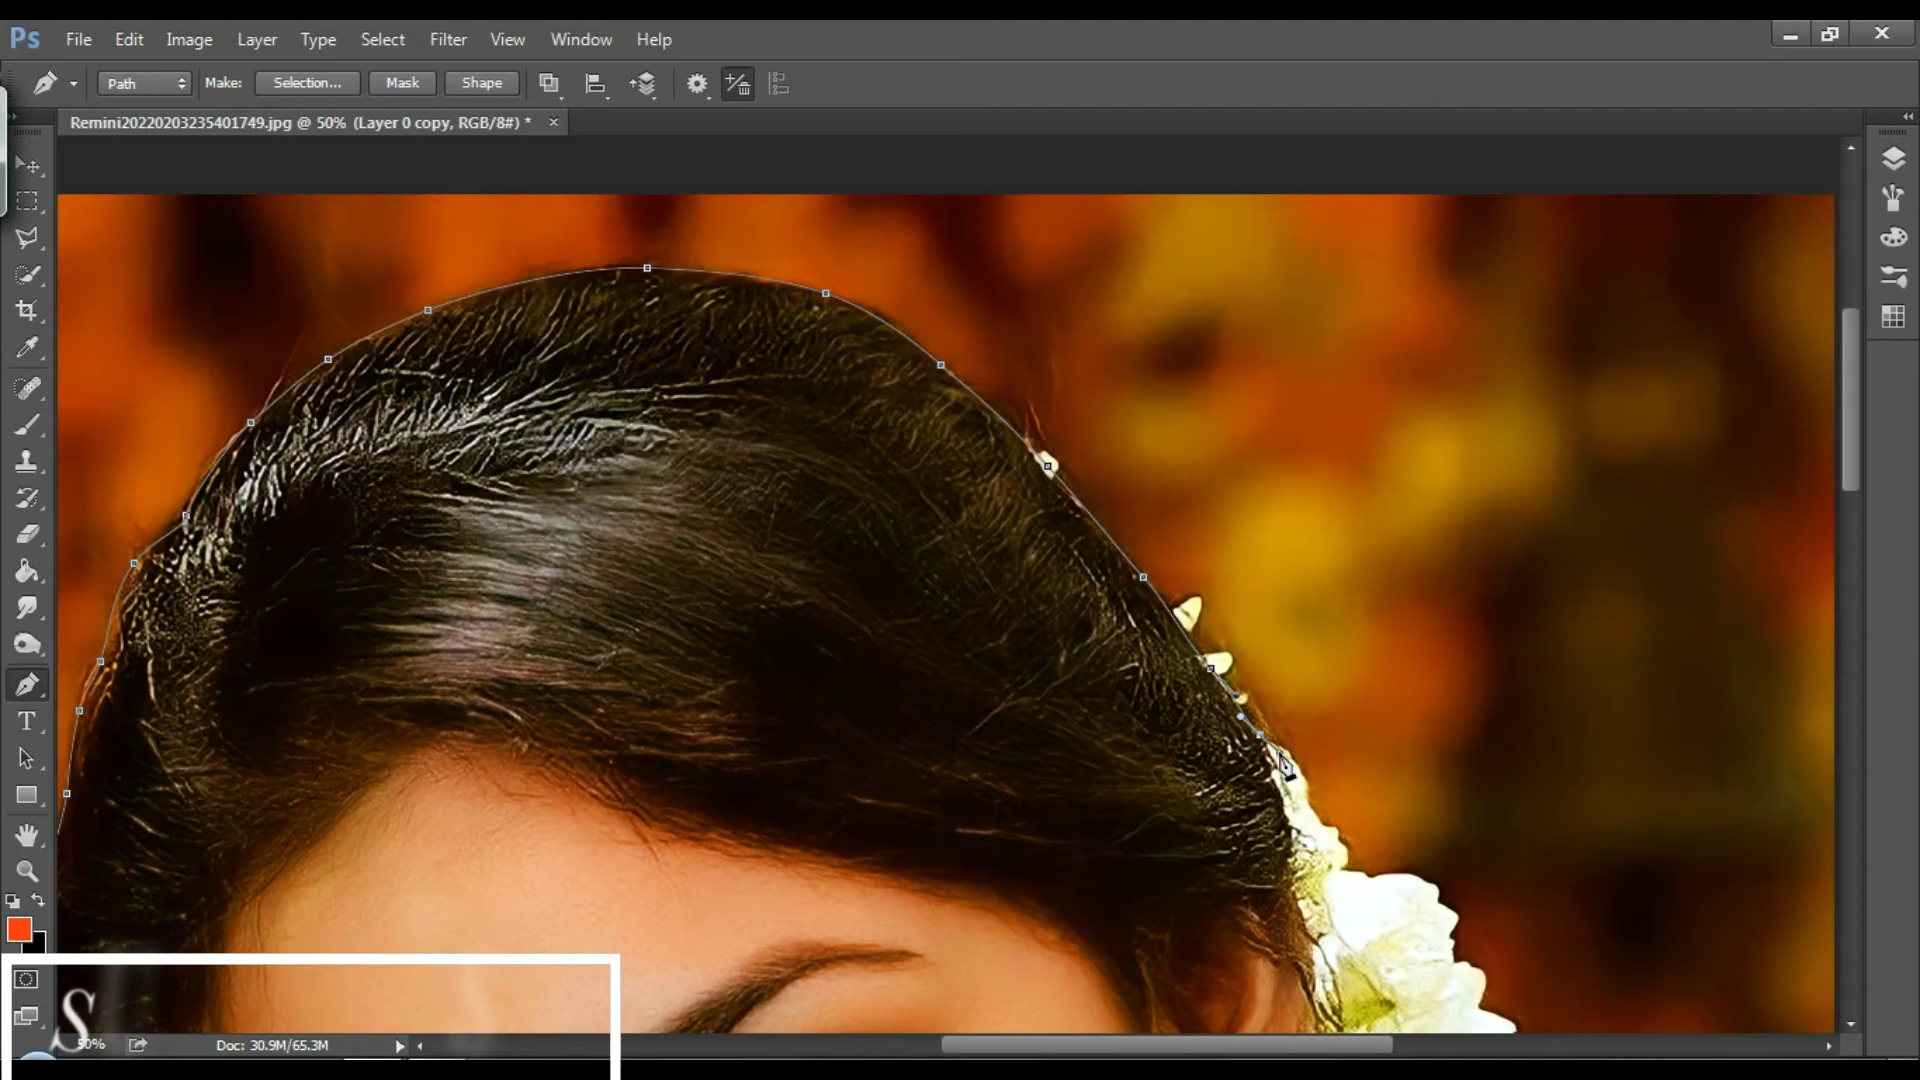 Ps File Edit Image Layer Type Select Filter View Window Help
Path Make: Selection... Mask Shape
Remini20220203235401749.jpg @ 50% (Layer 0 copy, RGB/8#) * ×
T
S
50% Doc: 30.9M/65.3M